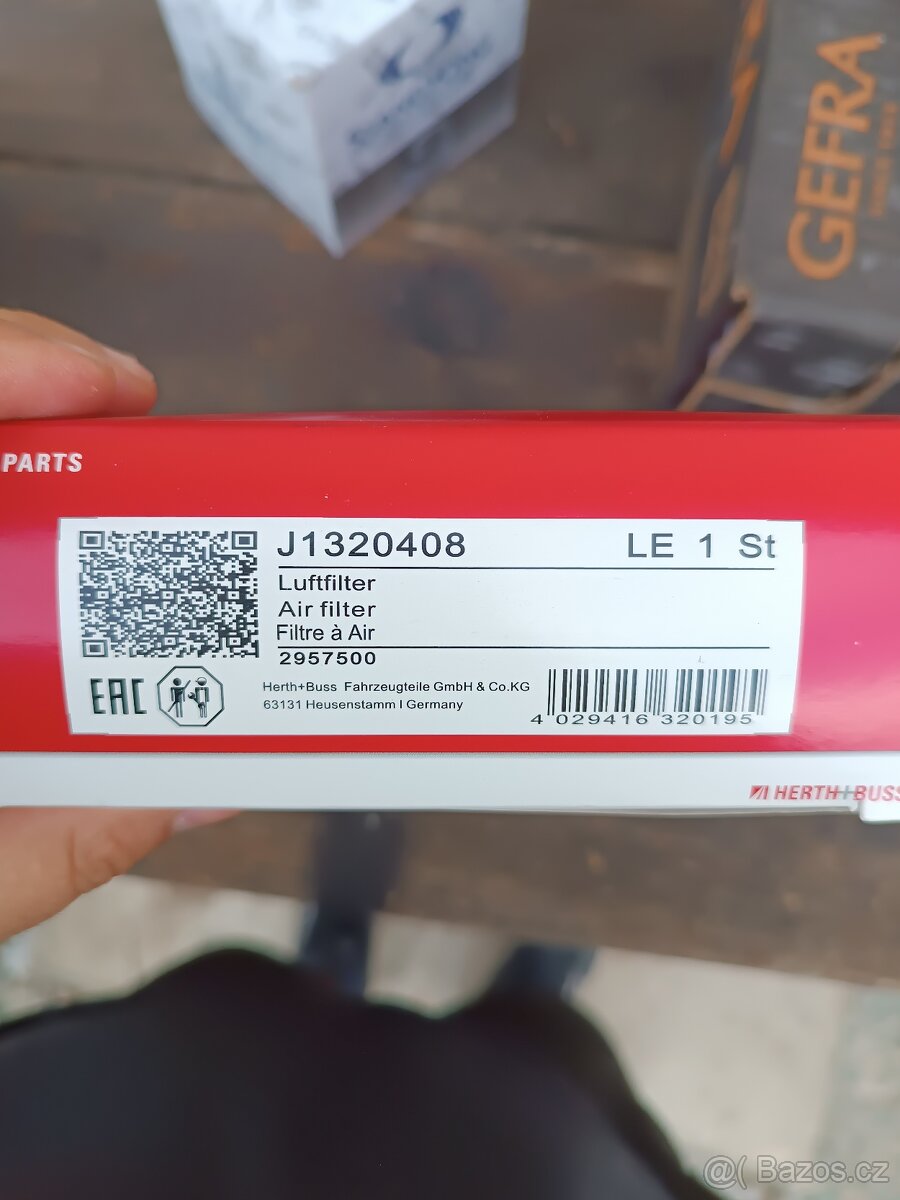 GEFRA
PARTS
J1320408 LE 1 St
Luftfilter
Air filter
Filtre à Air
2957500
EAC
Herth+Buss Fahrzeugteile GmbH & Co.KG
63131 Heusenstamm I Germany
4 029416 320195
HERTH+BUSS
@( Bazos.cz